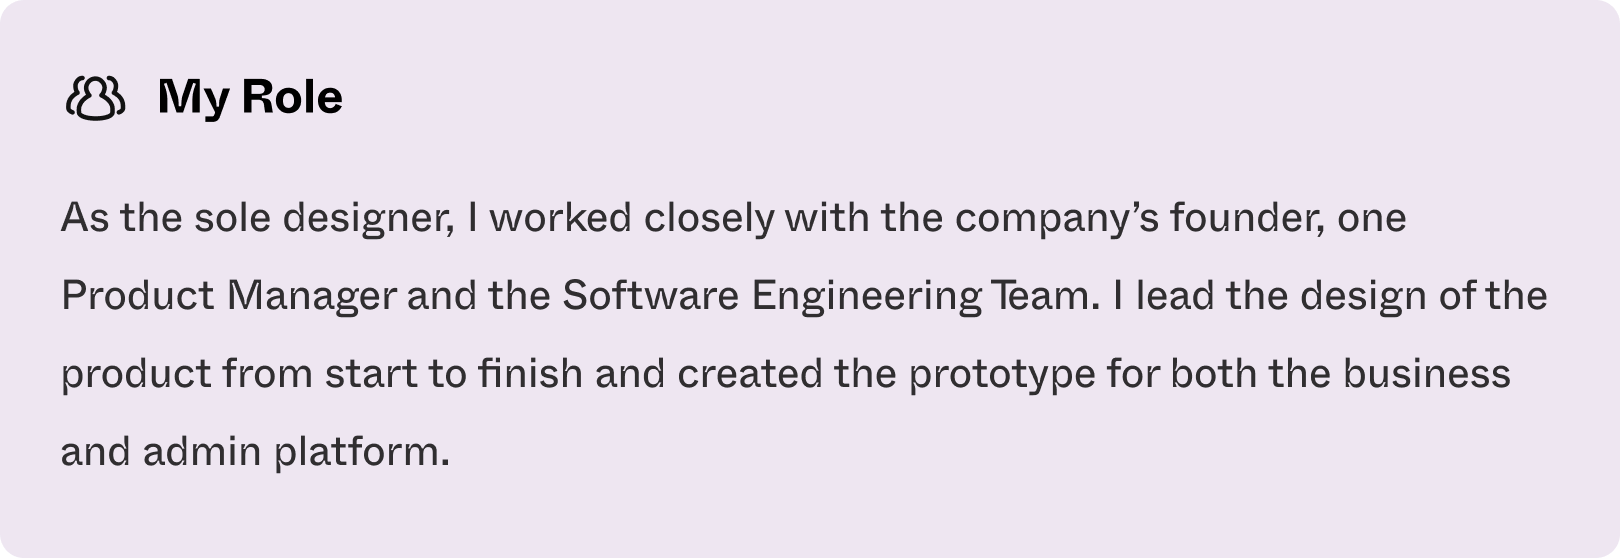 My Role
As the sole designer, I worked closely with the company’s founder, one
Product Manager and the Software Engineering Team. I lead the design of the
product from start to finish and created the prototype for both the business
and admin platform.